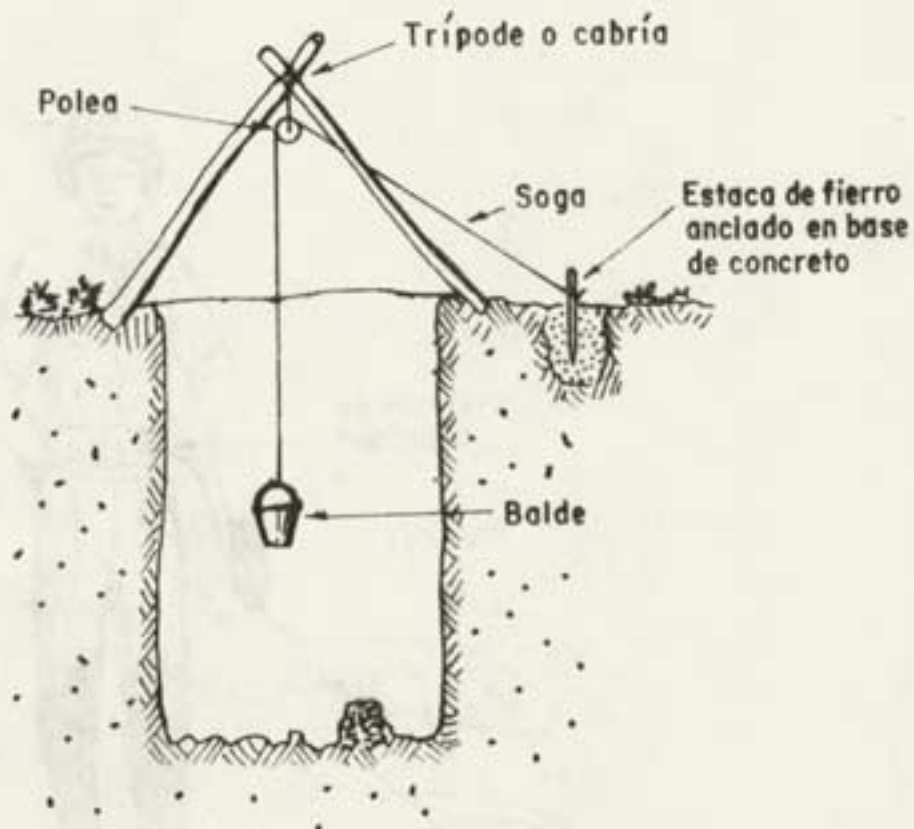 Trípode o cabría
Polea
Soga
Estaca de fierro
anclado en base
de concreto
Balde